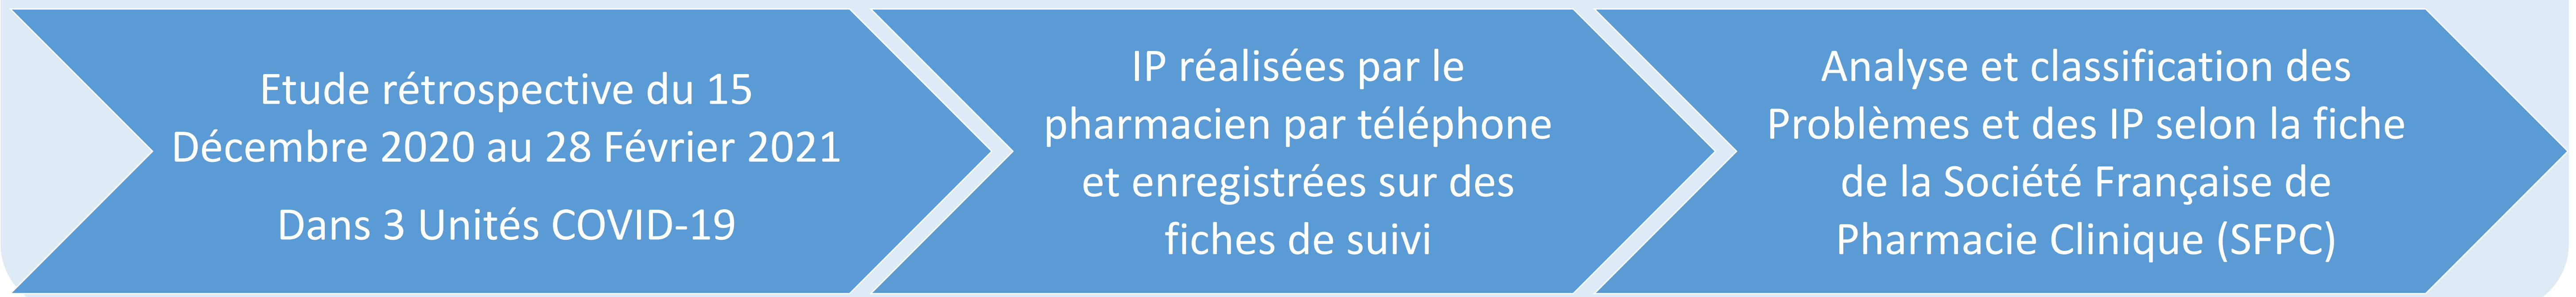 Etude rétrospective du 15
Décembre 2020 au 28 Février 2021
Dans 3 Unités COVID-19
IP réalisées par le
pharmacien par téléphone
et enregistrées sur des
fiches de suivi
Analyse et classification des
Problèmes et des IP selon la fiche
de la Société Française de
Pharmacie Clinique (SFPC)